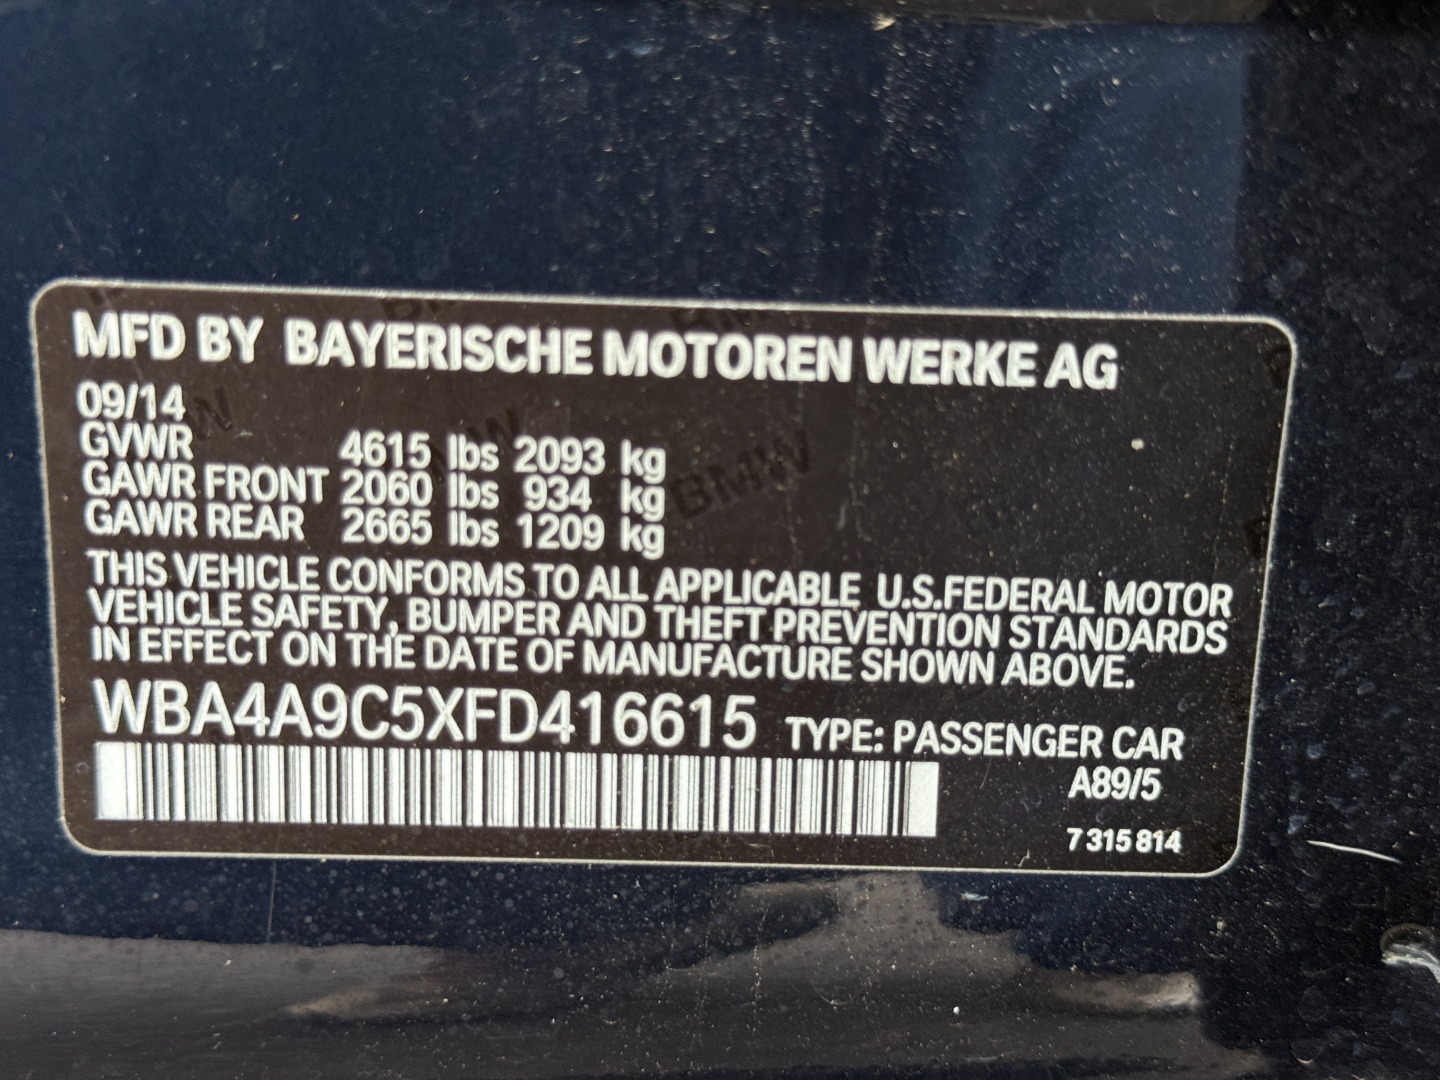 MFD BY BAYERISCHE MOTOREN WERKE AG
09/14
GVWR 4615 lbs 2093 kg
GAWR FRONT 2060 lbs 934 kg
GAWR REAR 2665 lbs 1209 kg
THIS VEHICLE CONFORMS TO ALL APPLICABLE U.S.FEDERAL MOTOR
VEHICLE SAFETY, BUMPER AND THEFT PREVENTION STANDARDS
IN EFFECT ON THE DATE OF MANUFACTURE SHOWN ABOVE.
WBA4A9C5XFD416615 TYPE: PASSENGER CAR
A89/5
7 315 814
BMW